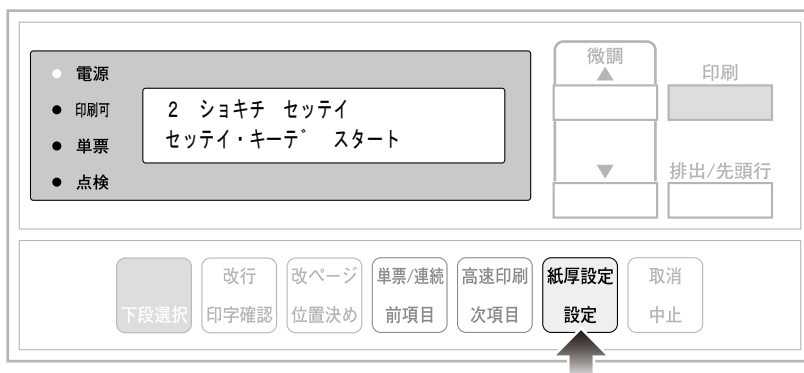 電源
印刷可
単票
点検
2 ショキチ セッテイ
セッテイ・キーデ スタート
微調
▲
▼
印刷
排出/先頭行
下段選択
改行
印字確認
改ページ
位置決め
単票/連続
前項目
高速印刷
次項目
紙厚設定
設定
取消
中止